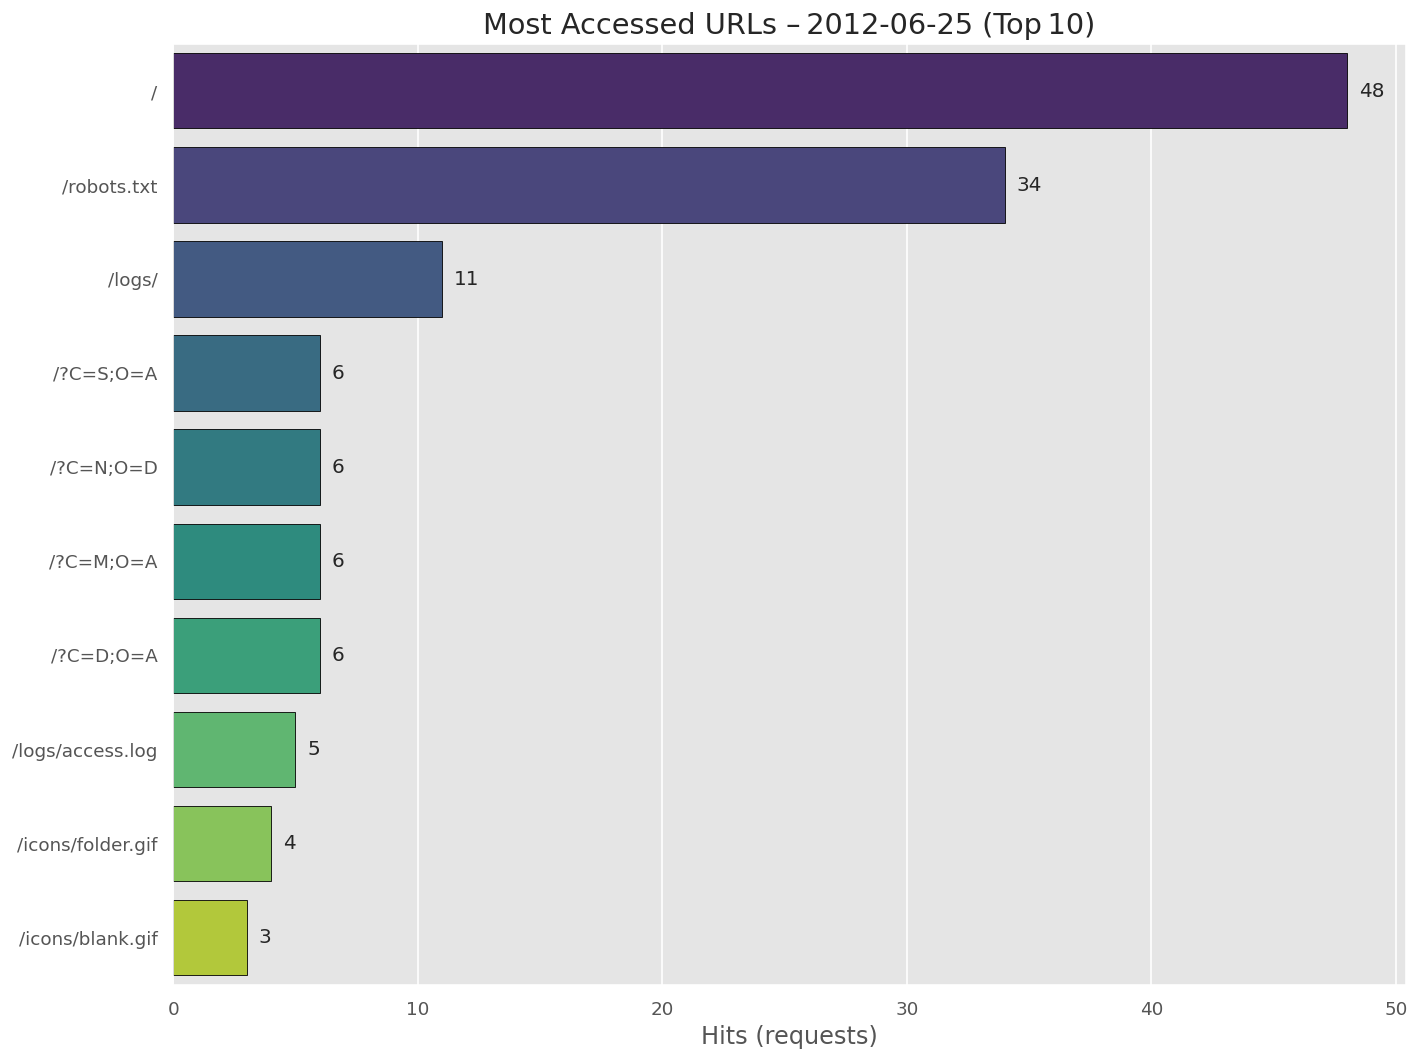 Most Accessed URLs – 2012-06-25 (Top 10)
/ 48
/robots.txt 34
/logs/ 11
/?C=S;O=A 6
/?C=N;O=D 6
/?C=M;O=A 6
/?C=D;O=A 6
/logs/access.log 5
/icons/folder.gif 4
/icons/blank.gif 3
0 10 20 30 40 50
Hits (requests)